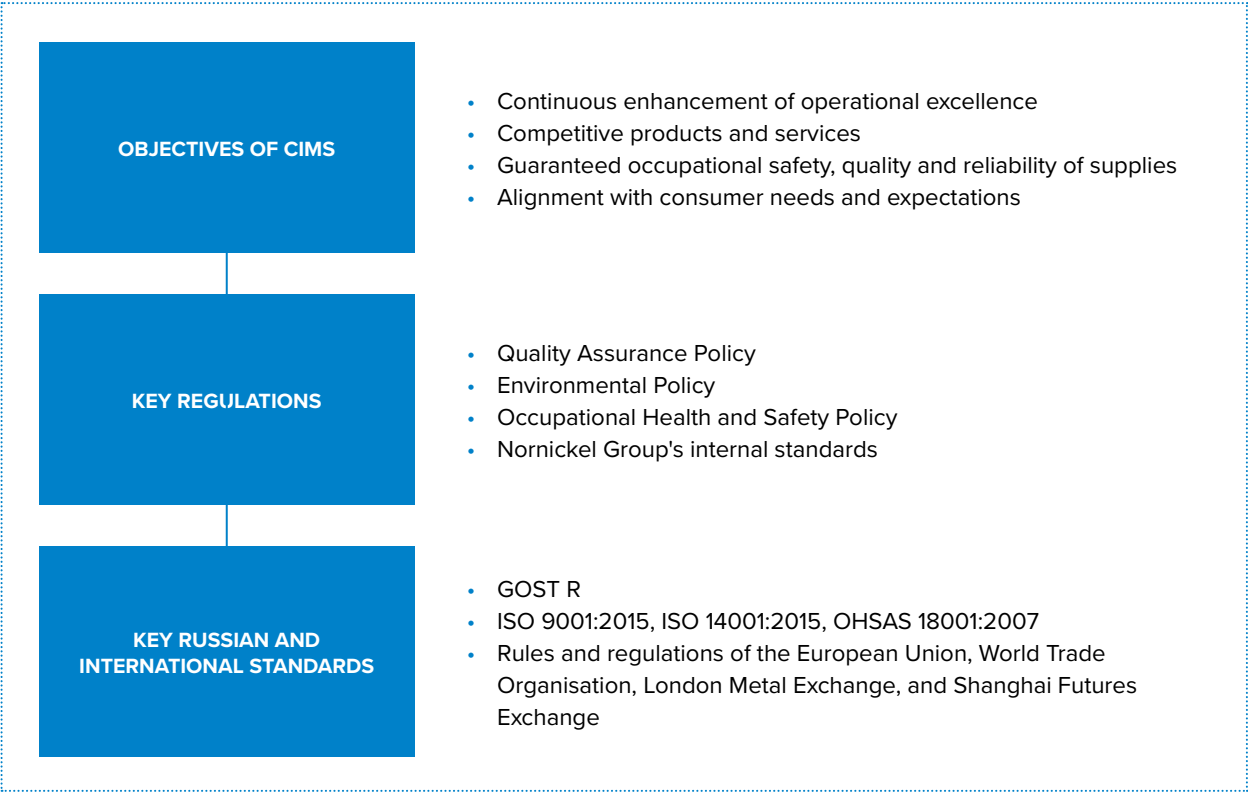 OBJECTIVES OF CIMS
• Continuous enhancement of operational excellence
• Competitive products and services
• Guaranteed occupational safety, quality and reliability of supplies
• Alignment with consumer needs and expectations
KEY REGULATIONS
• Quality Assurance Policy
• Environmental Policy
• Occupational Health and Safety Policy
• Nornickel Group's internal standards
KEY RUSSIAN AND
INTERNATIONAL STANDARDS
• GOST R
• ISO 9001:2015, ISO 14001:2015, OHSAS 18001:2007
• Rules and regulations of the European Union, World Trade
Organisation, London Metal Exchange, and Shanghai Futures
Exchange